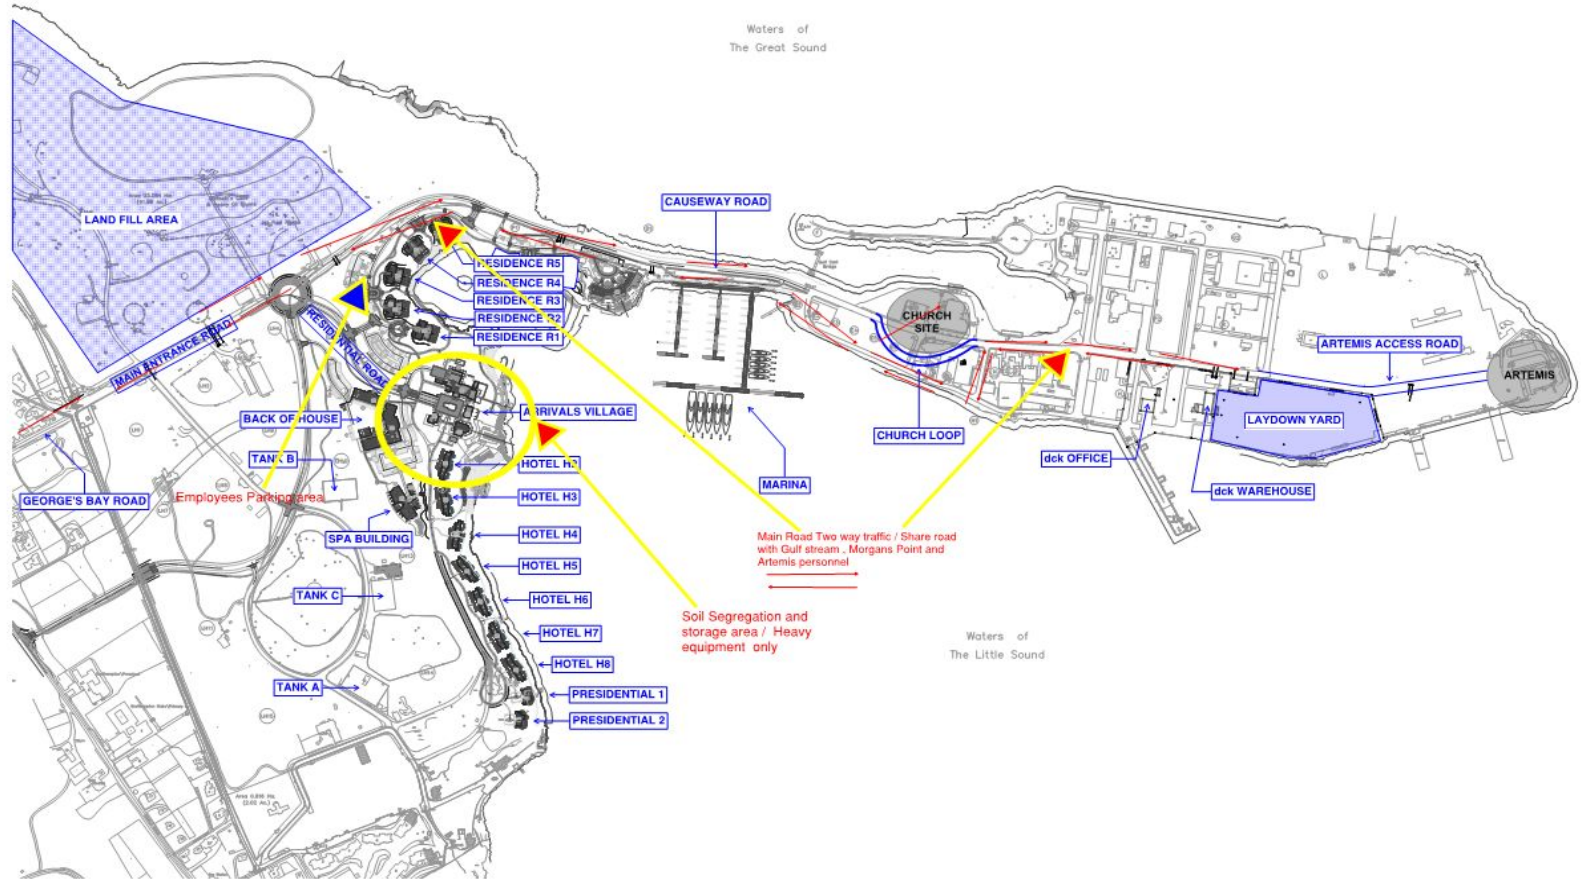 Waters of
The Great Sound
LAND FILL AREA
CAUSEWAY ROAD
RESIDENCE R5
RESIDENCE R4
RESIDENCE R3
RESIDENCE R2
RESIDENCE R1
CHURCH
SITE
ARTEMIS ACCESS ROAD
ARTEMIS
MAIN ENTRANCE ROAD
RESIDENTIAL ROAD
BACK OF HOUSE
ARRIVALS VILLAGE
LAYDOWN YARD
CHURCH LOOP
TANK B
HOTEL H2
dck OFFICE
MARINA
dck WAREHOUSE
GEORGE'S BAY ROAD
Employees Parking area
HOTEL H3
SPA BUILDING
HOTEL H4
Main Road Two way traffic / Share road
with Gulf stream , Morgans Point and
Artemis personnel
HOTEL H5
TANK C
HOTEL H6
Soil Segregation and
storage area / Heavy
equipment only
HOTEL H7
Waters of
The Little Sound
HOTEL H8
TANK A
PRESIDENTIAL 1
PRESIDENTIAL 2